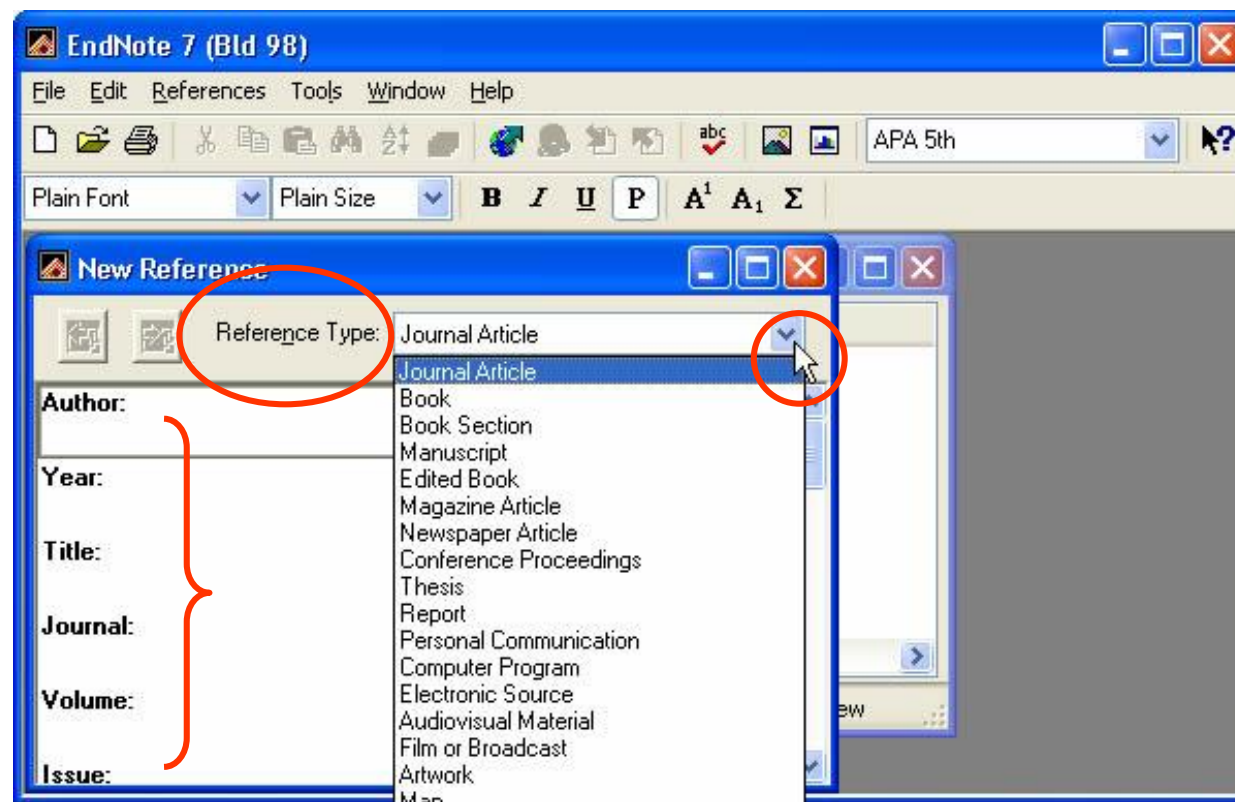 EndNote 7 (Bld 98)
File Edit References Tools Window Help
abc APA 5th ?
Plain Font Plain Size B I U P A1 A1 Σ
New Reference
Reference Type: Journal Article
Journal Article
Author:
Book
Book Section
Manuscript
Year:
Edited Book
Magazine Article
Newspaper Article
Title:
Conference Proceedings
Thesis
Report
Journal:
Personal Communication
Computer Program
Electronic Source
Volume:
ew
Audiovisual Material
Film or Broadcast
Issue:
Artwork
Map